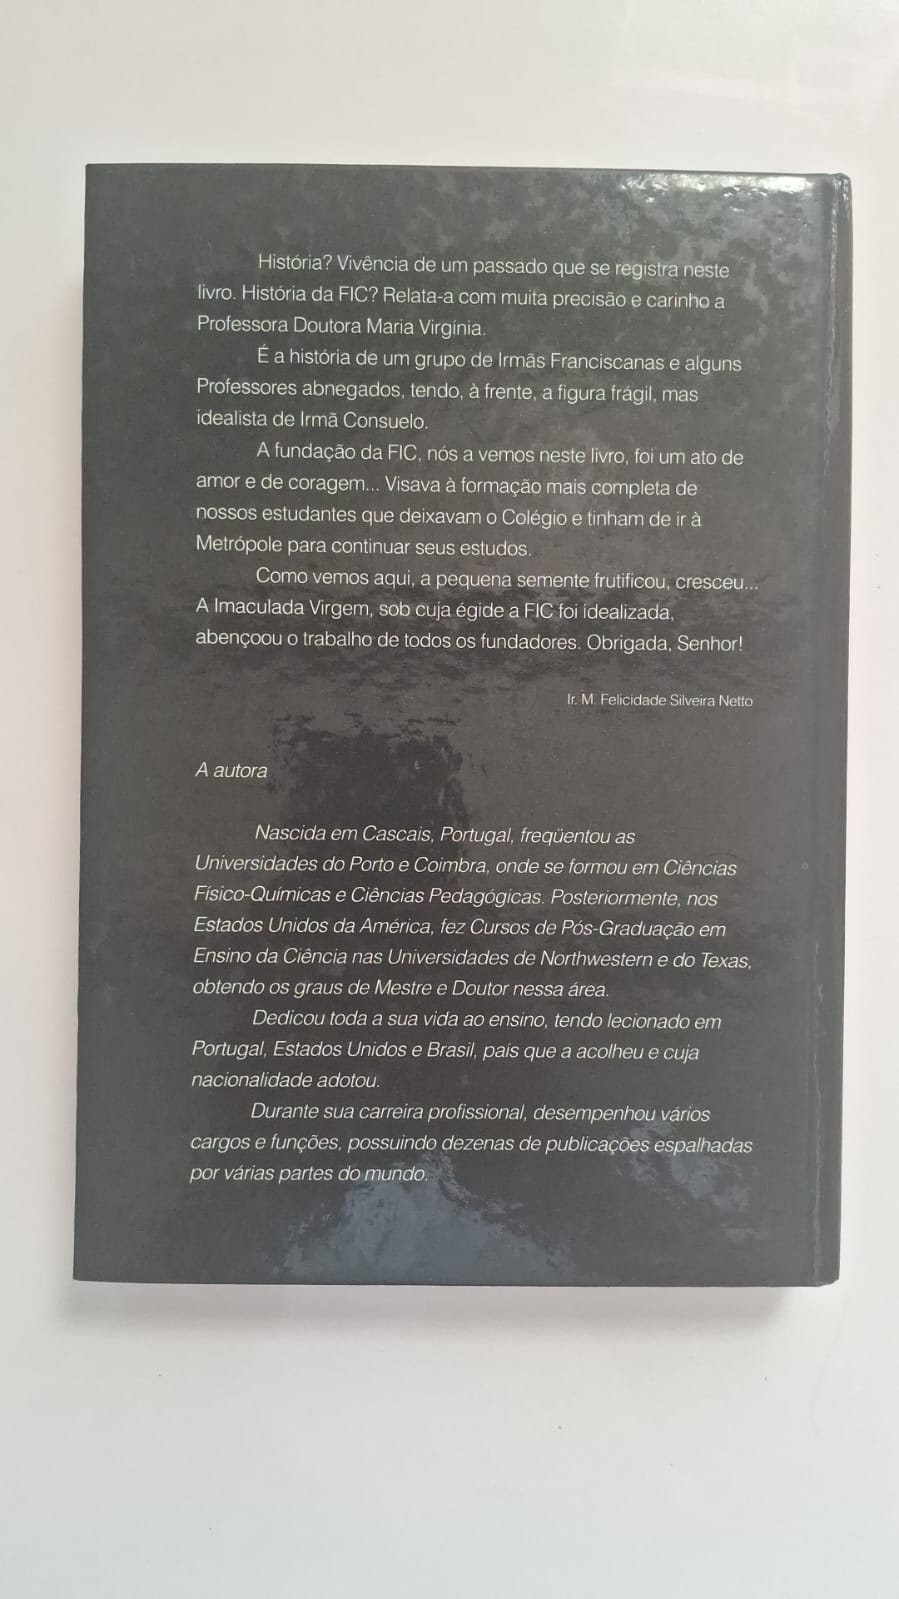 História? Vivência de um passado que se registra neste
livro. História da FIC? Relata-a com muita precisão e carinho a
Professora Doutora Maria Virgínia.
É a história de um grupo de Irmãs Franciscanas e alguns
Professores abnegados, tendo, à frente, a figura frágil, mas
idealista de Irmã Consuelo.
A fundação da FIC, nós a vemos neste livro, foi um ato de
amor e de coragem... Visava à formação mais completa de
nossos estudantes que deixavam o Colégio e tinham de ir à
Metrópole para continuar seus estudos.
Como vemos aqui, a pequena semente frutificou, cresceu...
A Imaculada Virgem, sob cuja égide a FIC foi idealizada,
abençoou o trabalho de todos os fundadores. Obrigada, Senhor!
Ir. M. Felicidade Silveira Netto
A autora
Nascida em Cascais, Portugal, freqüentou as
Universidades do Porto e Coimbra, onde se formou em Ciências
Físico-Químicas e Ciências Pedagógicas. Posteriormente, nos
Estados Unidos da América, fez Cursos de Pós-Graduação em
Ensino da Ciência nas Universidades de Northwestern e do Texas,
obtendo os graus de Mestre e Doutor nessa área.
Dedicou toda a sua vida ao ensino, tendo lecionado em
Portugal, Estados Unidos e Brasil, país que a acolheu e cuja
nacionalidade adotou.
Durante sua carreira profissional, desempenhou vários
cargos e funções, possuindo dezenas de publicações espalhadas
por várias partes do mundo.